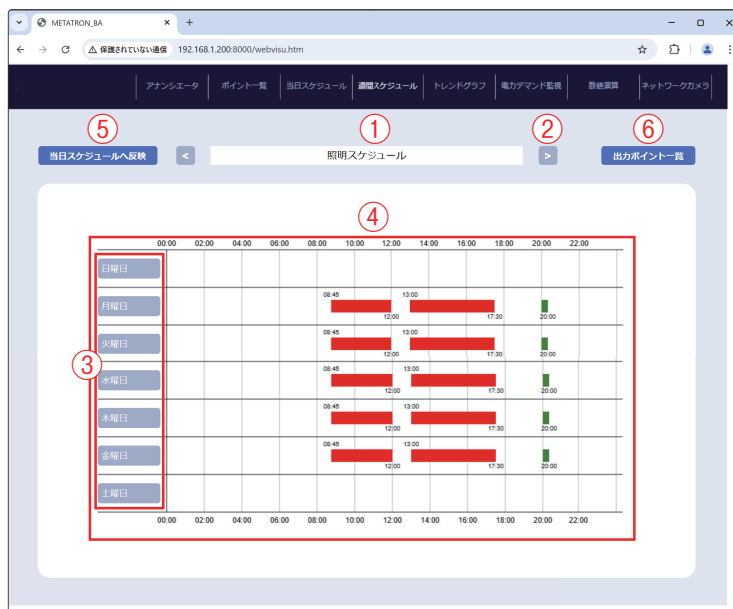 METATRON_BA
保護されていない通信 192.168.1.200:8000/webvisu.htm
アナンシエータ ポイント一覧 当日スケジュール 週間スケジュール トレンドグラフ 電力デマンド監視 数値演算 ネットワークカメラ
⑤ ① ② ⑥
当日スケジュールへ反映 < 照明スケジュール > 出力ポイント一覧
④
00:00 02:00 04:00 06:00 08:00 10:00 12:00 14:00 16:00 18:00 20:00 22:00
日曜日
08:45 13:00
月曜日
12:00 17:30 20:00
08:45 13:00
火曜日
12:00 17:30 20:00
③
08:45 13:00
水曜日
12:00 17:30 20:00
08:45 13:00
木曜日
12:00 17:30 20:00
08:45 13:00
金曜日
12:00 17:30 20:00
土曜日
00:00 02:00 04:00 06:00 08:00 10:00 12:00 14:00 16:00 18:00 20:00 22:00